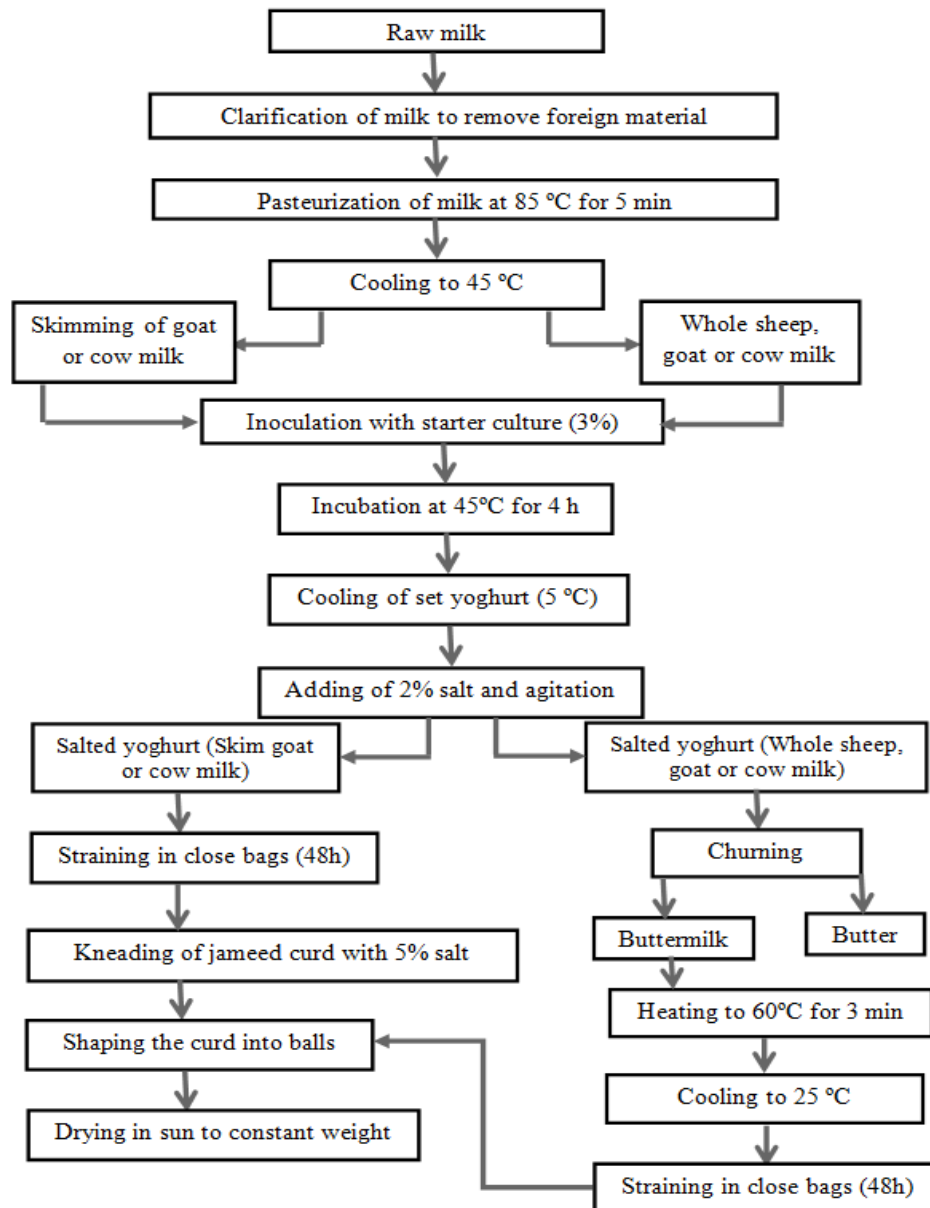 Raw milk
Clarification of milk to remove foreign material
Pasteurization of milk at 85 ºC for 5 min
Cooling to 45 ºC
Skimming of goat
or cow milk
Whole sheep,
goat or cow milk
Inoculation with starter culture (3%)
Incubation at 45ºC for 4 h
Cooling of set yoghurt (5 ºC)
Adding of 2% salt and agitation
Salted yoghurt (Skim goat
or cow milk)
Salted yoghurt (Whole sheep,
goat or cow milk)
Straining in close bags (48h)
Churning
Kneading of jameed curd with 5% salt
Buttermilk
Butter
Heating to 60ºC for 3 min
Shaping the curd into balls
Cooling to 25 ºC
Drying in sun to constant weight
Straining in close bags (48h)